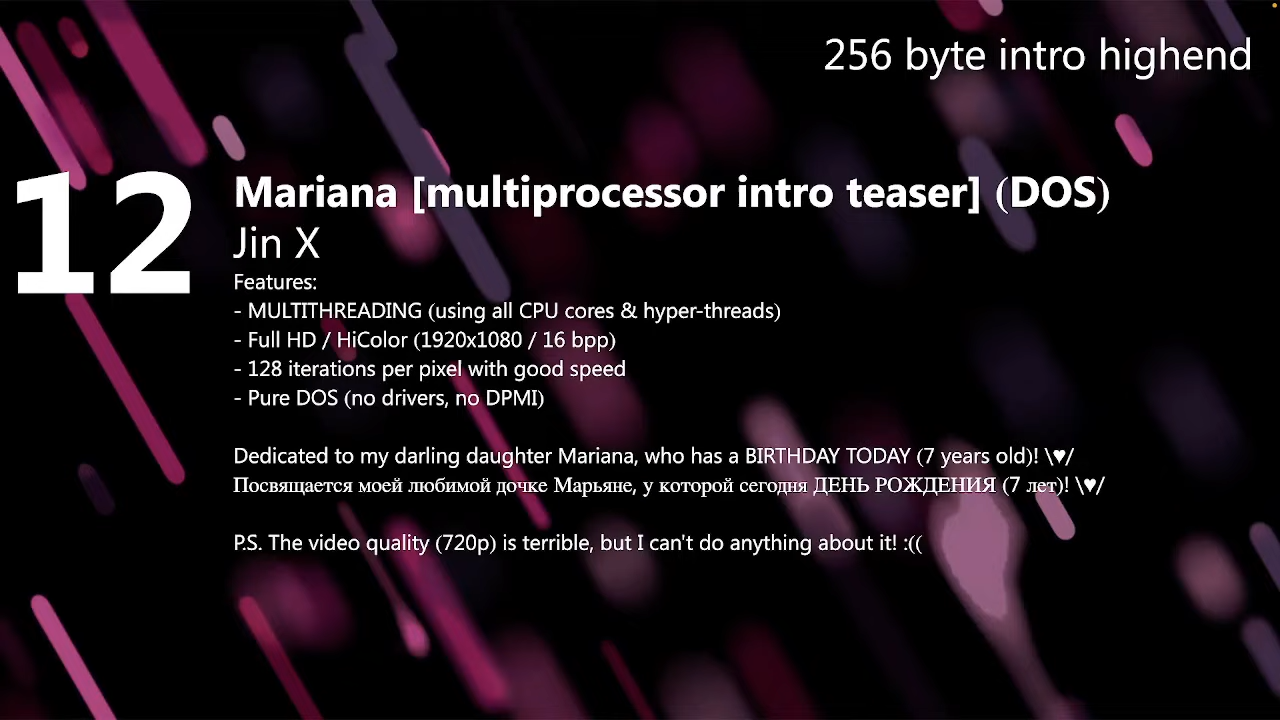 256 byte intro highend
12
Mariana [multiprocessor intro teaser] (DOS)
Jin X
Features:
- MULTITHREADING (using all CPU cores & hyper-threads)
- Full HD / HiColor (1920x1080 / 16 bpp)
- 128 iterations per pixel with good speed
- Pure DOS (no drivers, no DPMI)
Dedicated to my darling daughter Mariana, who has a BIRTHDAY TODAY (7 years old)! \♥/
Посвящается моей любимой дочке Марьяне, у которой сегодня ДЕНЬ РОЖДЕНИЯ (7 лет)! \♥/
P.S. The video quality (720p) is terrible, but I can't do anything about it! :((